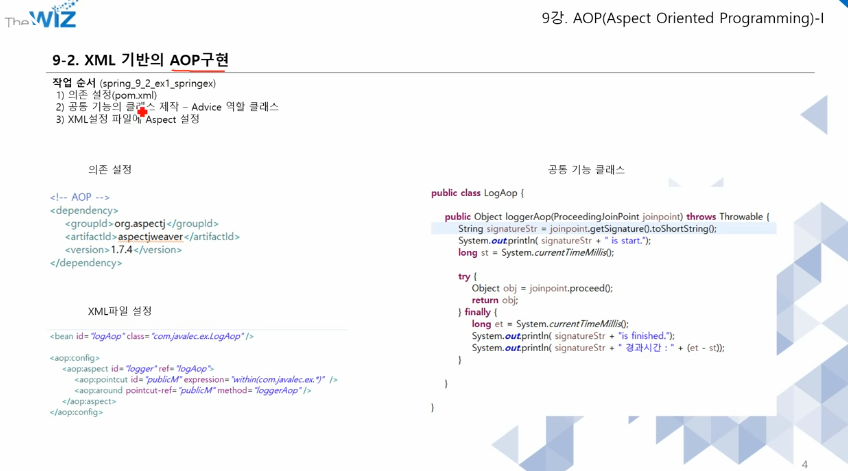 The WIZ
9강. AOP(Aspect Oriented Programming)-I
9-2. XML 기반의 AOP구현
작업 순서 (spring_9_2_ex1_springex)
1) 의존 설정(pom.xml)
2) 공통 기능의 클래스 제작 – Advice 역할 클래스
3) XML설정 파일에 Aspect 설정
의존 설정
<!-- AOP -->
<dependency>
<groupId>org.aspectj</groupId>
<artifactId>aspectjweaver</artifactId>
<version>1.7.4</version>
</dependency>
XML파일 설정
<bean id="logAop" class="com.javalec.ex.LogAop" />
<aop:config>
<aop:aspect id="logger" ref="logAop">
<aop:pointcut id="publicM" expression="within(com.javalec.ex.*)" />
<aop:around pointcut-ref="publicM" method="loggerAop" />
</aop:aspect>
</aop:config>
공통 기능 클래스
public class LogAop {
public Object loggerAop(ProceedingJoinPoint joinpoint) throws Throwable {
String signatureStr = joinpoint.getSignature().toShortString();
System.out.println( signatureStr + " is start.");
long st = System.currentTimeMillis();
try {
Object obj = joinpoint.proceed();
return obj;
} finally {
long et = System.currentTimeMillis();
System.out.println( signatureStr + "is finished.");
System.out.println( signatureStr + " 경과시간 : " + (et - st));
}
}
}
4